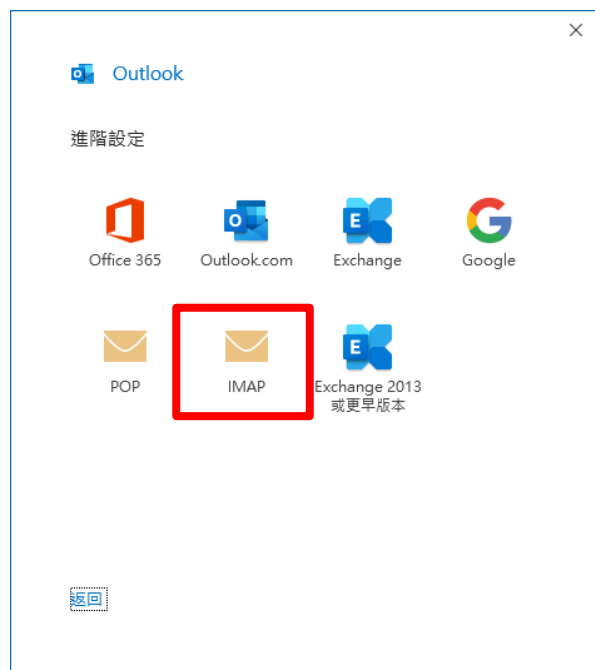 Outlook
進階設定
Office 365
Outlook.com
Exchange
Google
POP
IMAP
Exchange 2013
或更早版本
返回